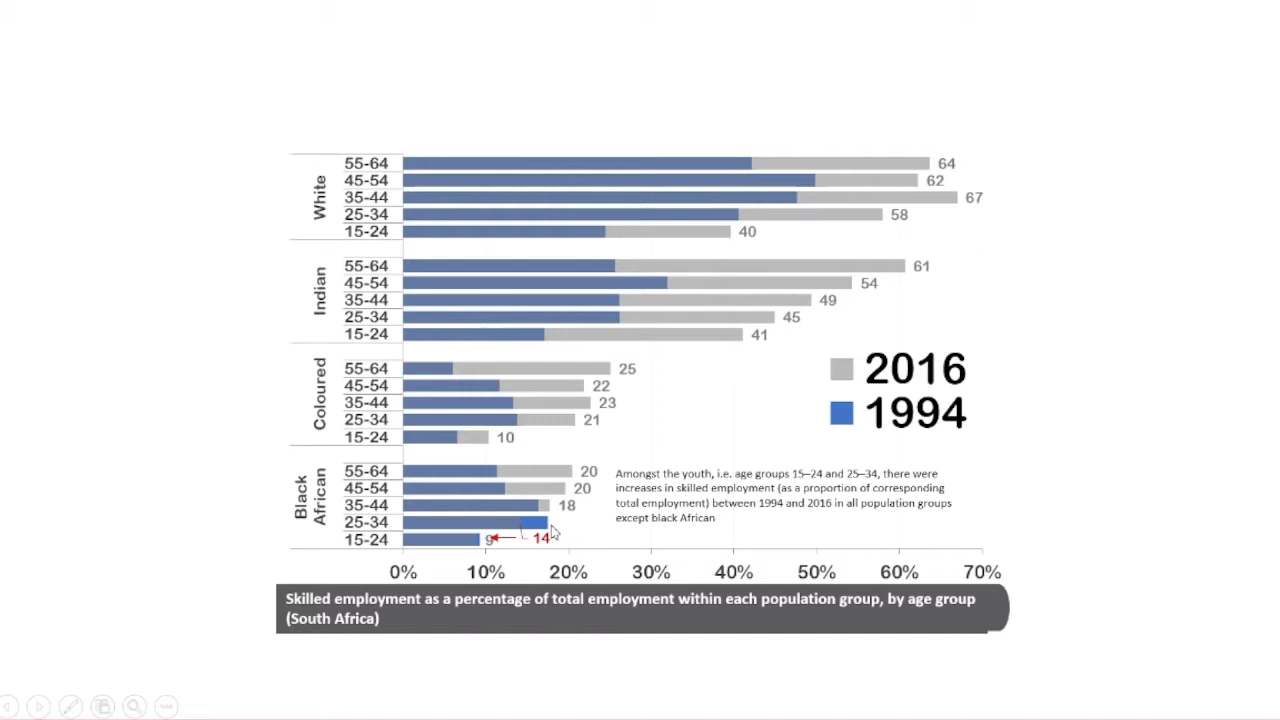 White
55-64 64
45-54 62
35-44 67
25-34 58
15-24 40
Indian
55-64 61
45-54 54
35-44 49
25-34 45
15-24 41
Coloured
55-64 25
45-54 22
35-44 23
25-34 21
15-24 10
2016
1994
Black
African
55-64 20
45-54 20
35-44 18
25-34 14
15-24 9
Amongst the youth, i.e. age groups 15–24 and 25–34, there were
increases in skilled employment (as a proportion of corresponding
total employment) between 1994 and 2016 in all population groups
except black African
0% 10% 20% 30% 40% 50% 60% 70%
Skilled employment as a percentage of total employment within each population group, by age group
(South Africa)